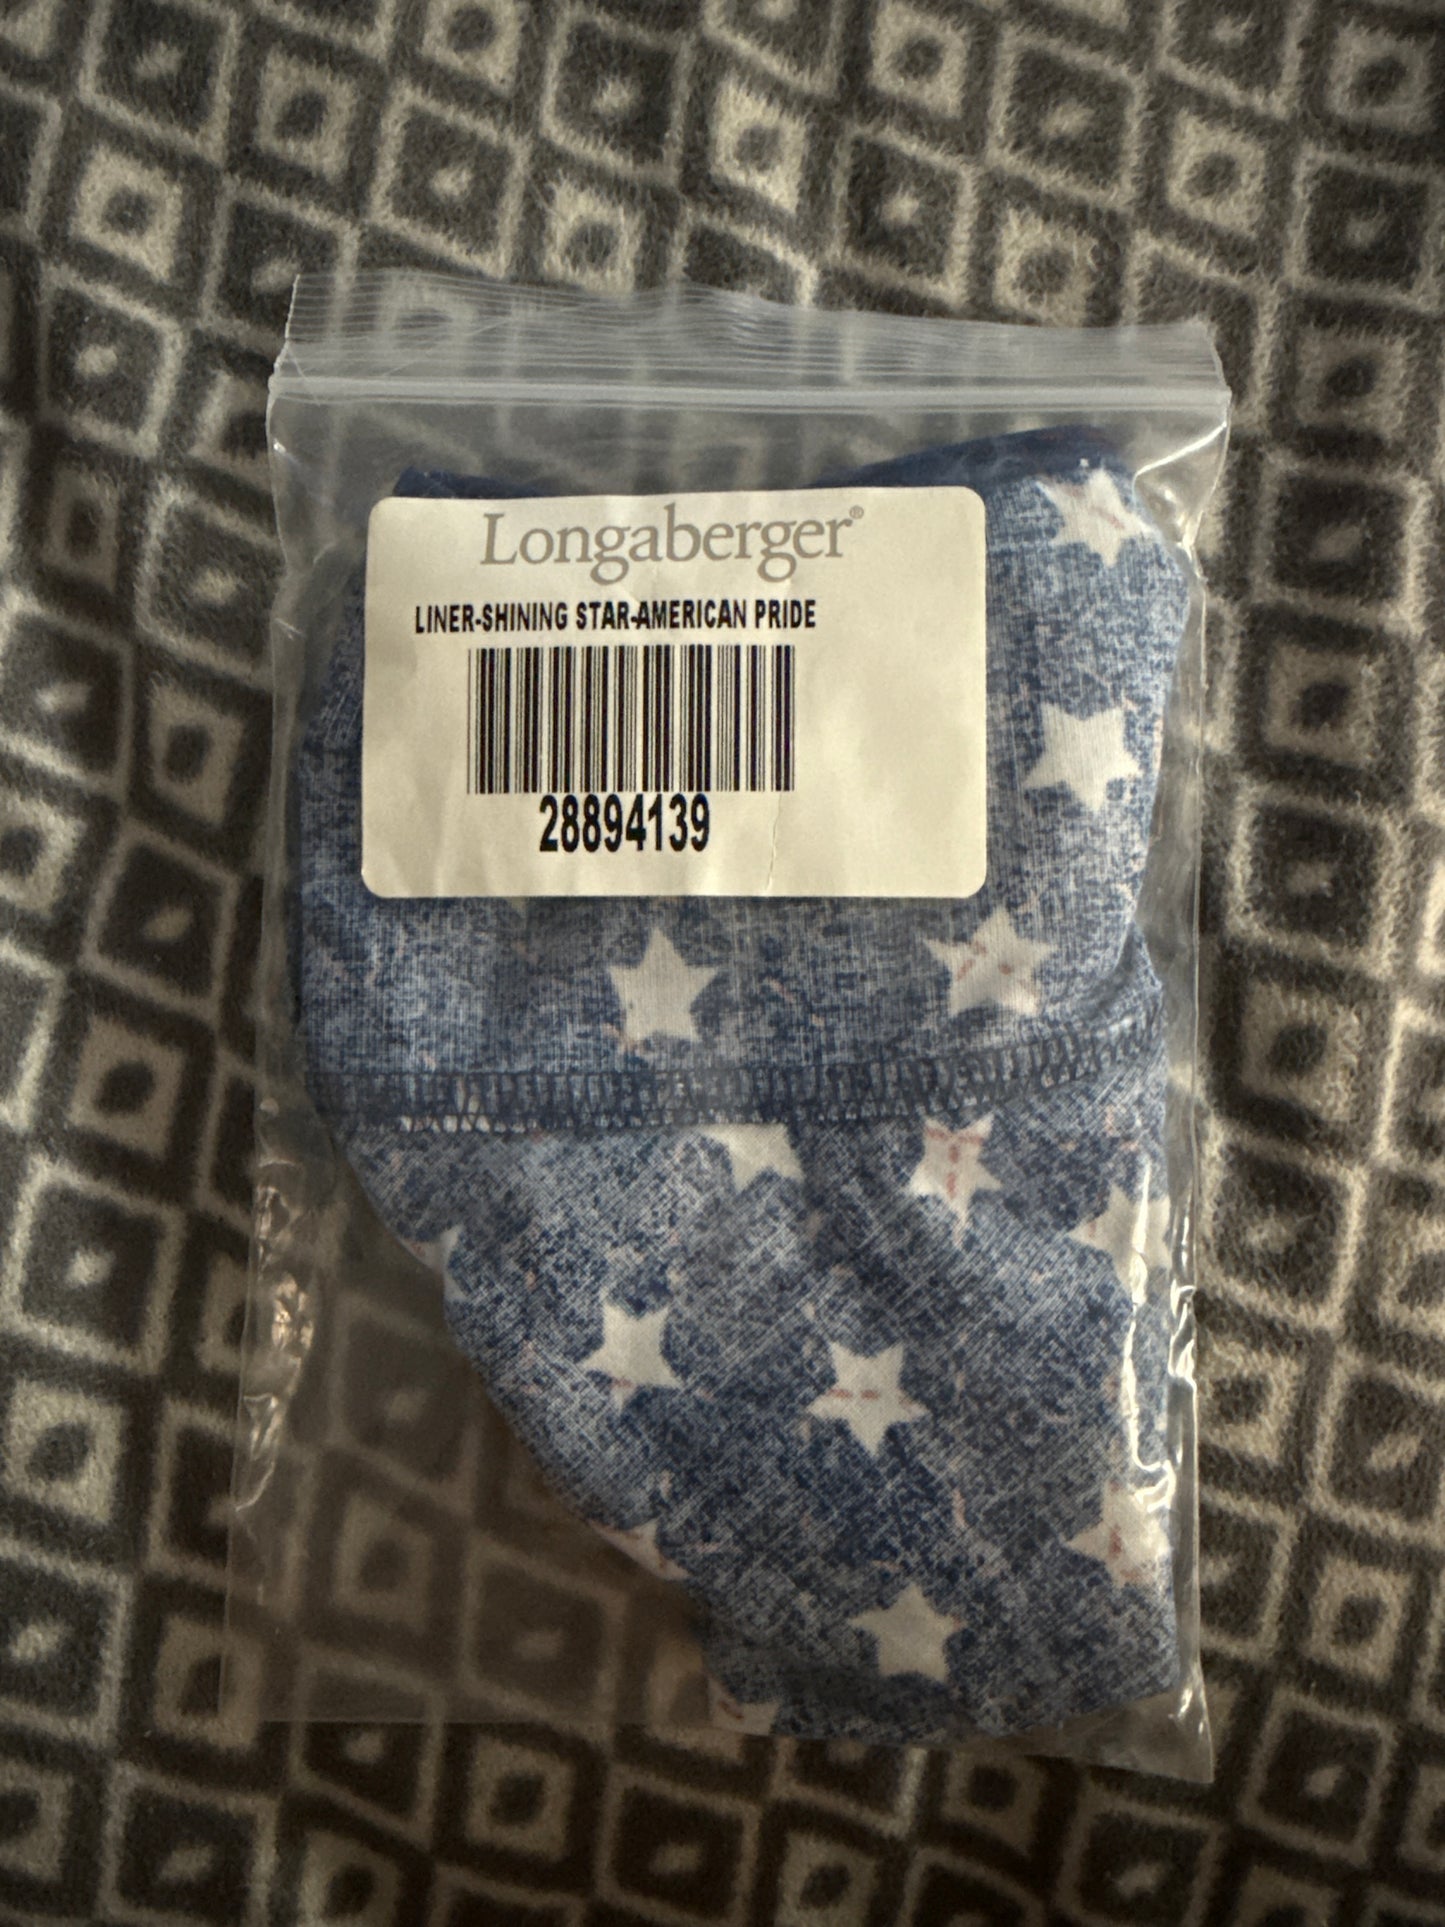 Longaberger®
LINER-SHINING STAR-AMERICAN PRIDE
28894139